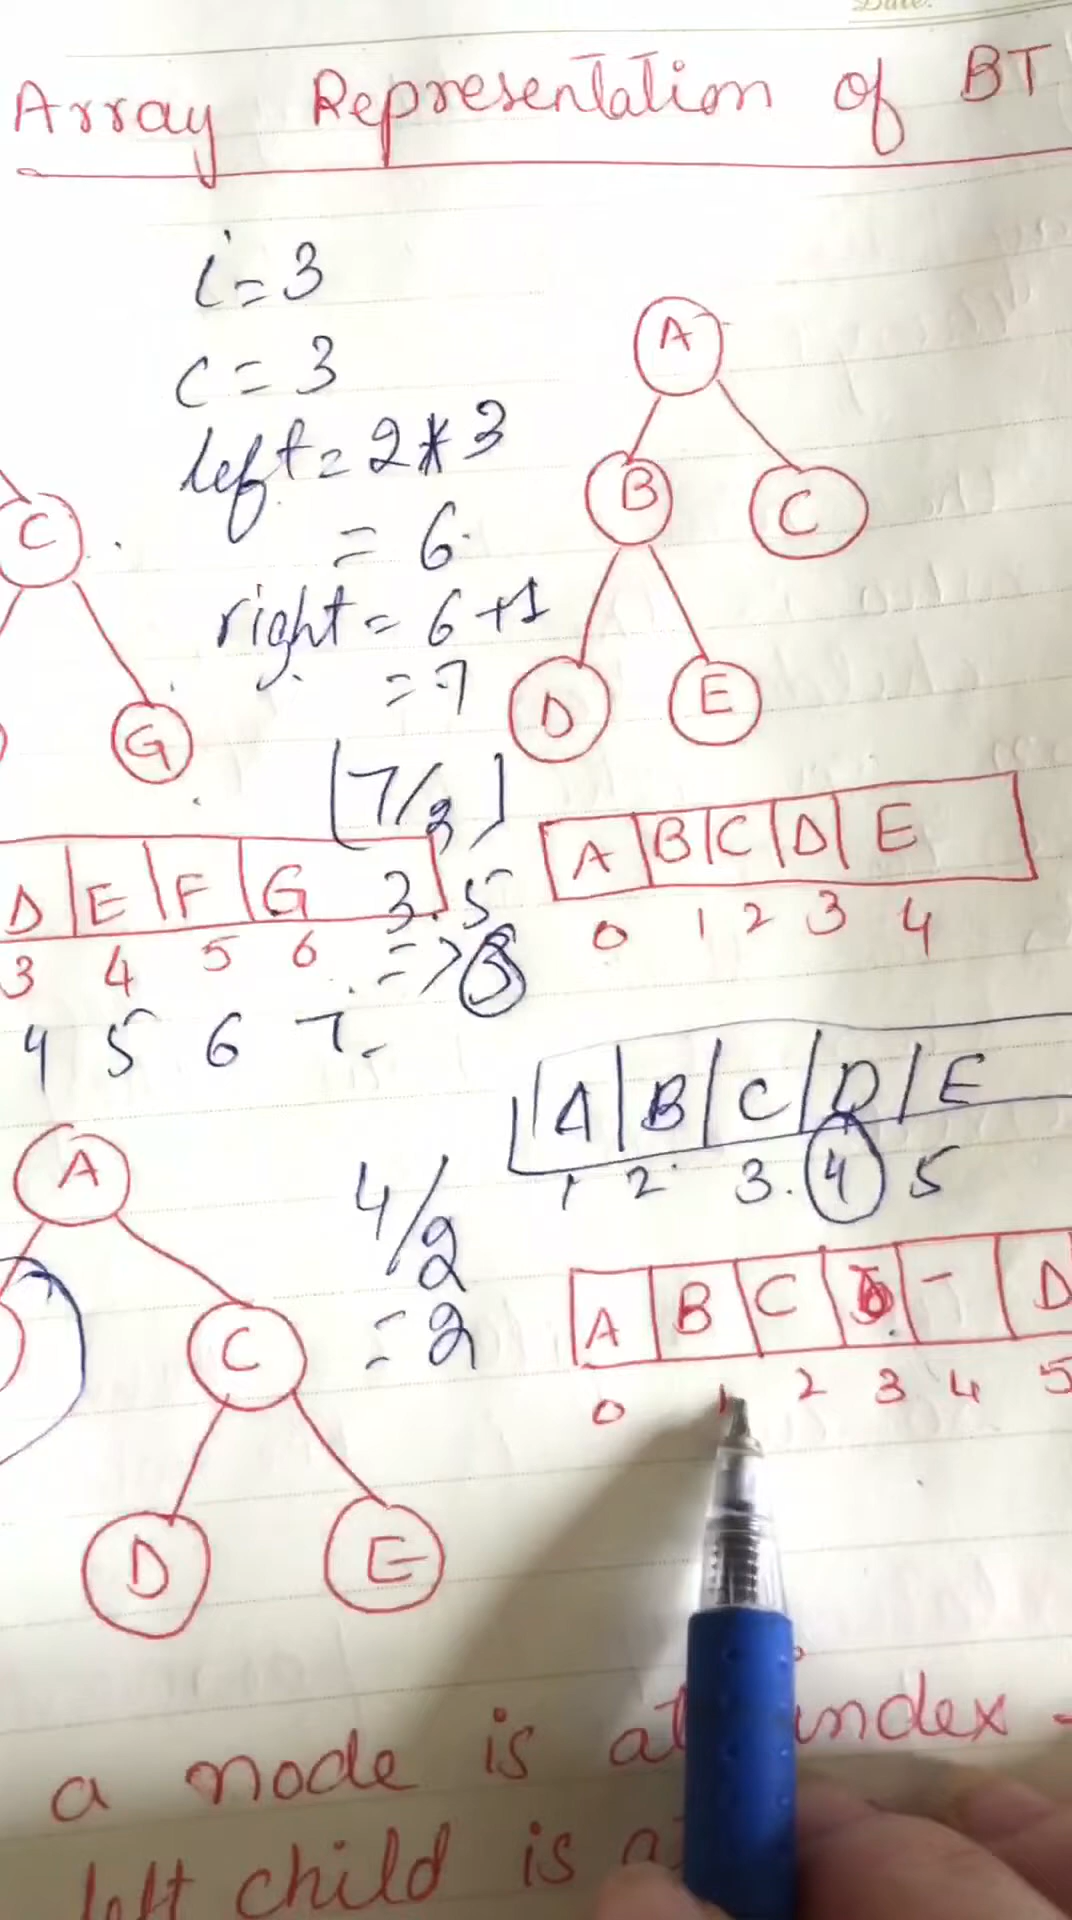 Date.
Array Representation of BT
i = 3
c = 3
left = 2*3
= 6
right = 6+1
= 7
A
B C
D E
C
G
[7/2]
3.5
=> 3
D E F G
3 4 5 6
4 5 6 7
A B C D E
0 1 2 3 4
A B C D E
1 2 3. 4 5
4/2
= 2
A
C
D E
A B C - D
0 1 2 3 4 5
a node is at index -
left child is